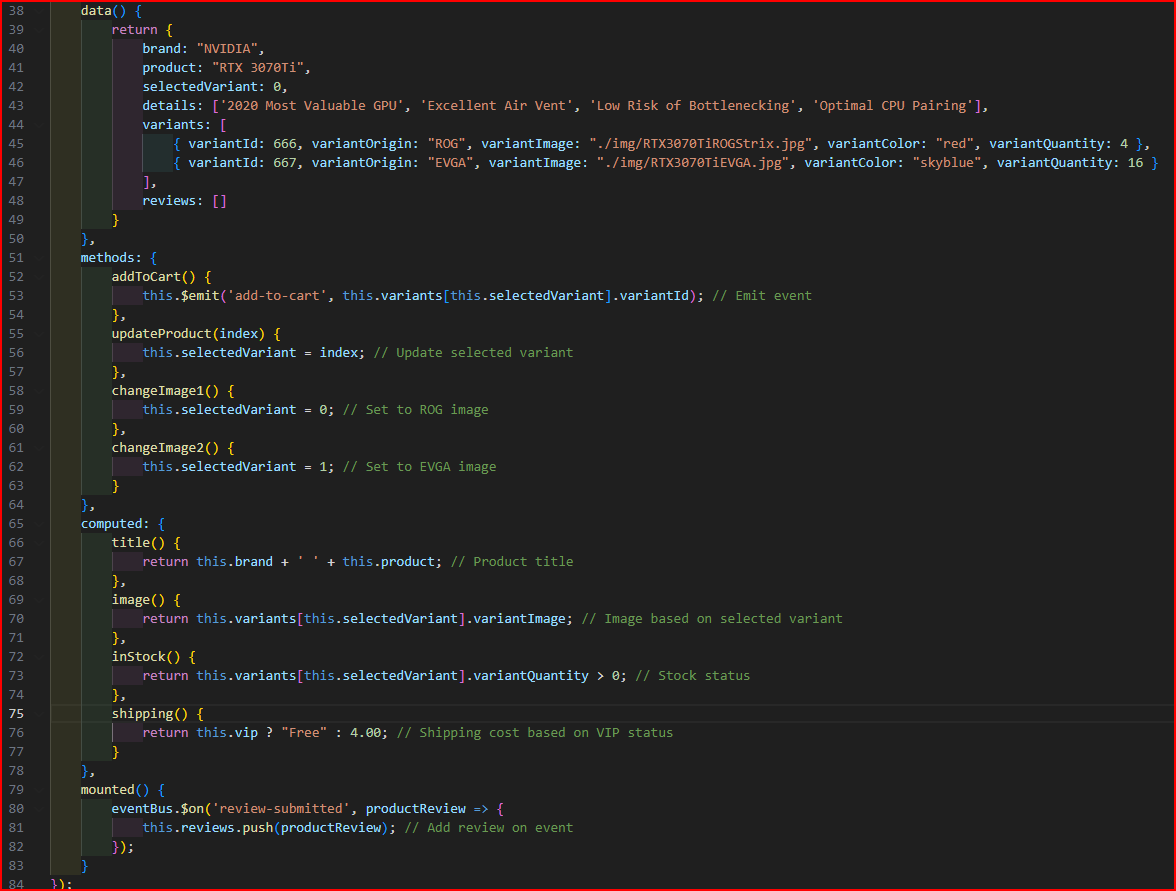 38 data() {
39 return {
40 brand: "NVIDIA",
41 product: "RTX 3070Ti",
42 selectedVariant: 0,
43 details: ['2020 Most Valuable GPU', 'Excellent Air Vent', 'Low Risk of Bottlenecking', 'Optimal CPU Pairing'],
44 variants: [
45 { variantId: 666, variantOrigin: "ROG", variantImage: "./img/RTX3070TiROGStrix.jpg", variantColor: "red", variantQuantity: 4 },
46 { variantId: 667, variantOrigin: "EVGA", variantImage: "./img/RTX3070TiEVGA.jpg", variantColor: "skyblue", variantQuantity: 16 }
47 ],
48 reviews: []
49 }
50 },
51 methods: {
52 addToCart() {
53 this.$emit('add-to-cart', this.variants[this.selectedVariant].variantId); // Emit event
54 },
55 updateProduct(index) {
56 this.selectedVariant = index; // Update selected variant
57 },
58 changeImage1() {
59 this.selectedVariant = 0; // Set to ROG image
60 },
61 changeImage2() {
62 this.selectedVariant = 1; // Set to EVGA image
63 }
64 },
65 computed: {
66 title() {
67 return this.brand + ' ' + this.product; // Product title
68 },
69 image() {
70 return this.variants[this.selectedVariant].variantImage; // Image based on selected variant
71 },
72 inStock() {
73 return this.variants[this.selectedVariant].variantQuantity > 0; // Stock status
74 },
75 shipping() {
76 return this.vip ? "Free" : 4.00; // Shipping cost based on VIP status
77 }
78 },
79 mounted() {
80 eventBus.$on('review-submitted', productReview => {
81 this.reviews.push(productReview); // Add review on event
82 });
83 }
84 });